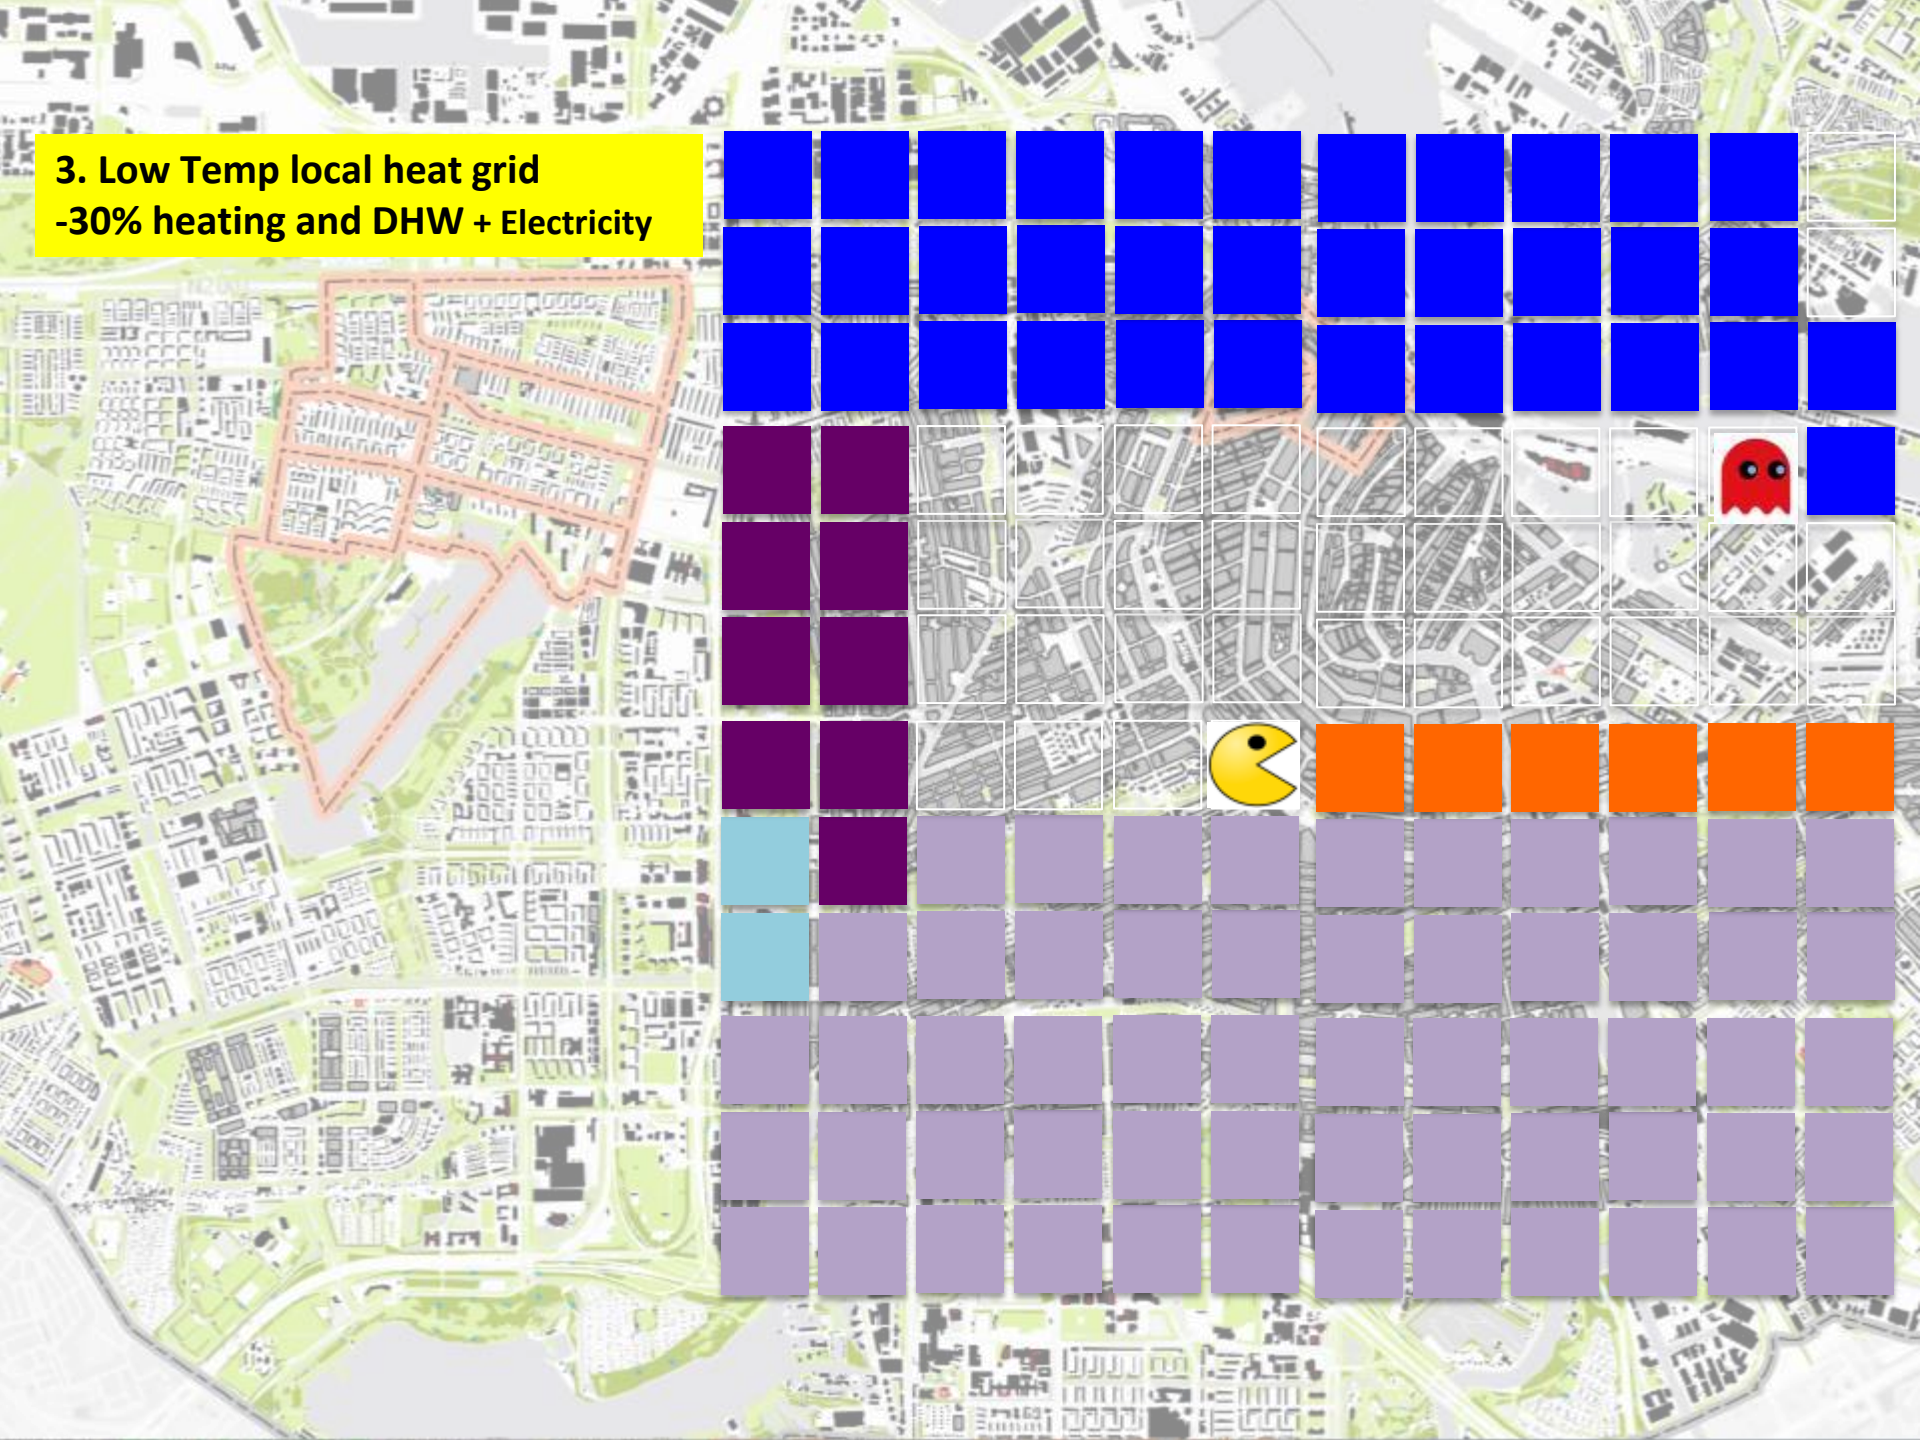 3. Low Temp local heat grid
-30% heating and DHW + Electricity